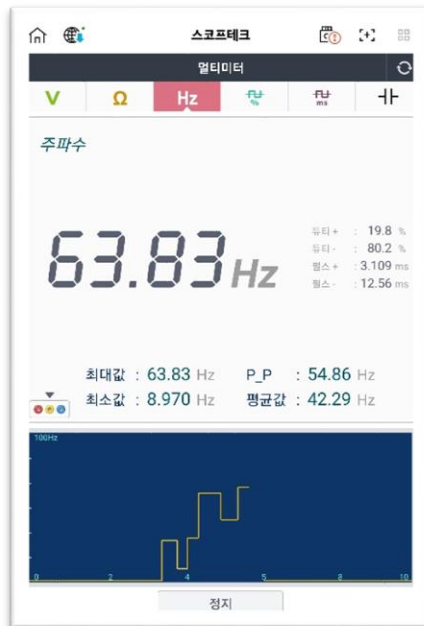 스코프테크
멀티미터
V Ω Hz % ms
주파수
63.83 Hz
듀티 + : 19.8 %
듀티 - : 80.2 %
펄스 + : 3.109 ms
펄스 - : 12.56 ms
최대값 : 63.83 Hz P_P : 54.86 Hz
최소값 : 8.970 Hz 평균값 : 42.29 Hz
100Hz
0 2 4 5 8 10
정지